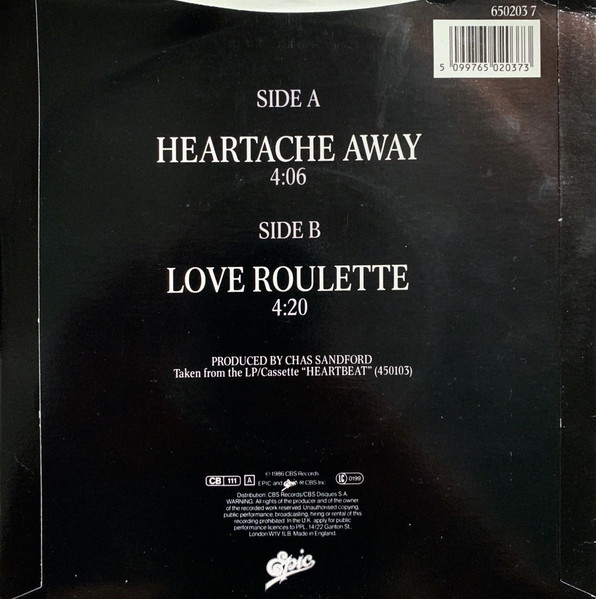 650203 7
5 099765 020373
SIDE A
HEARTACHE AWAY
4:06
SIDE B
LOVE ROULETTE
4:20
PRODUCED BY CHAS SANDFORD
Taken from the LP/Cassette “HEARTBEAT” (450103)
© 1986 CBS Records
CB 111 A EPIC and ® CBS Inc LC 0199
Distribution: CBS Records/CBS Disques S.A.
WARNING: All rights of the producer and of the owner
of the recorded work reserved. Unauthorised copying,
public performance, broadcasting, hiring or rental of this
recording prohibited. In the U.K. apply for public
performance licences to PPL, 14/22 Ganton St.,
London W1V 1LB. Made in England.
Epic